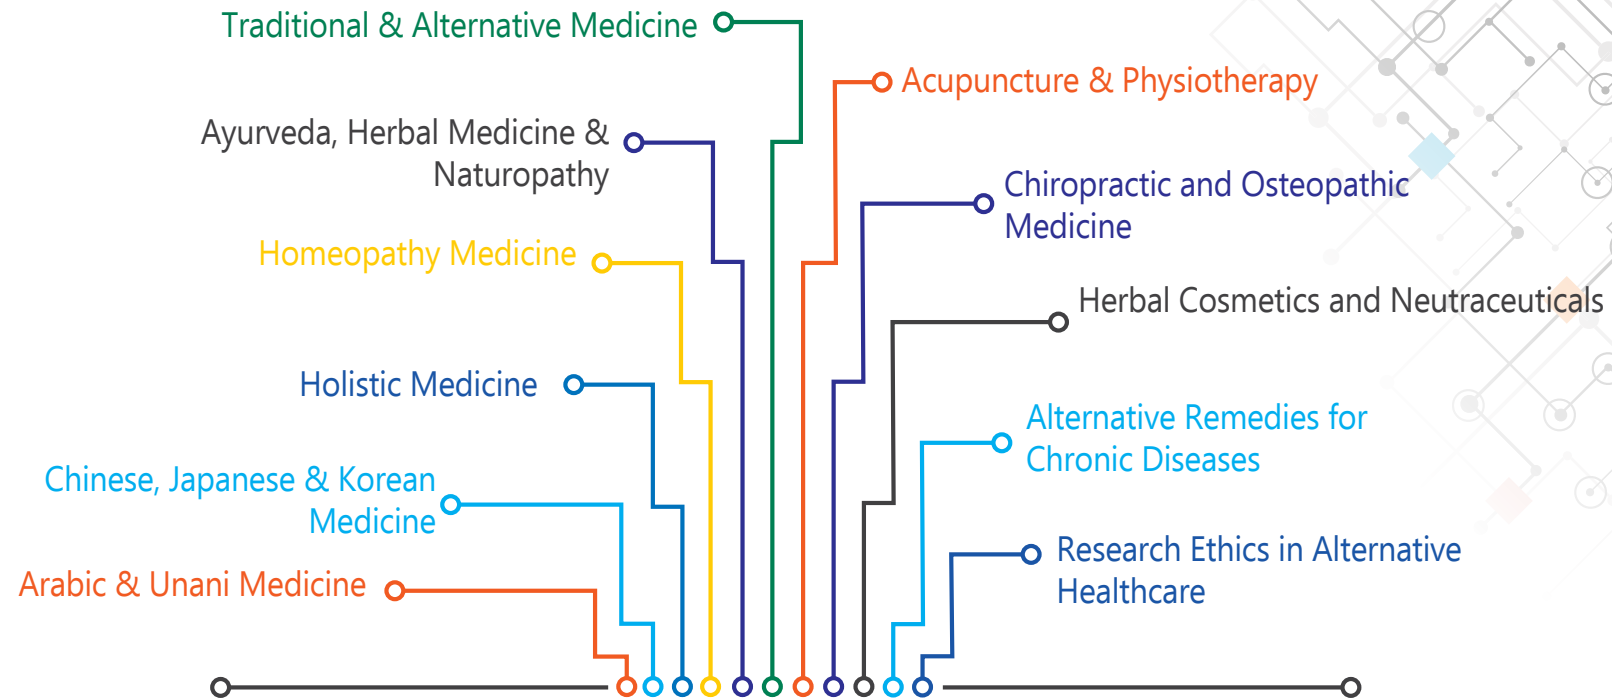 Traditional & Alternative Medicine
Ayurveda, Herbal Medicine &
Naturopathy
Homeopathy Medicine
Holistic Medicine
Chinese, Japanese & Korean
Medicine
Arabic & Unani Medicine
Acupuncture & Physiotherapy
Chiropractic and Osteopathic
Medicine
Herbal Cosmetics and Neutraceuticals
Alternative Remedies for
Chronic Diseases
Research Ethics in Alternative
Healthcare